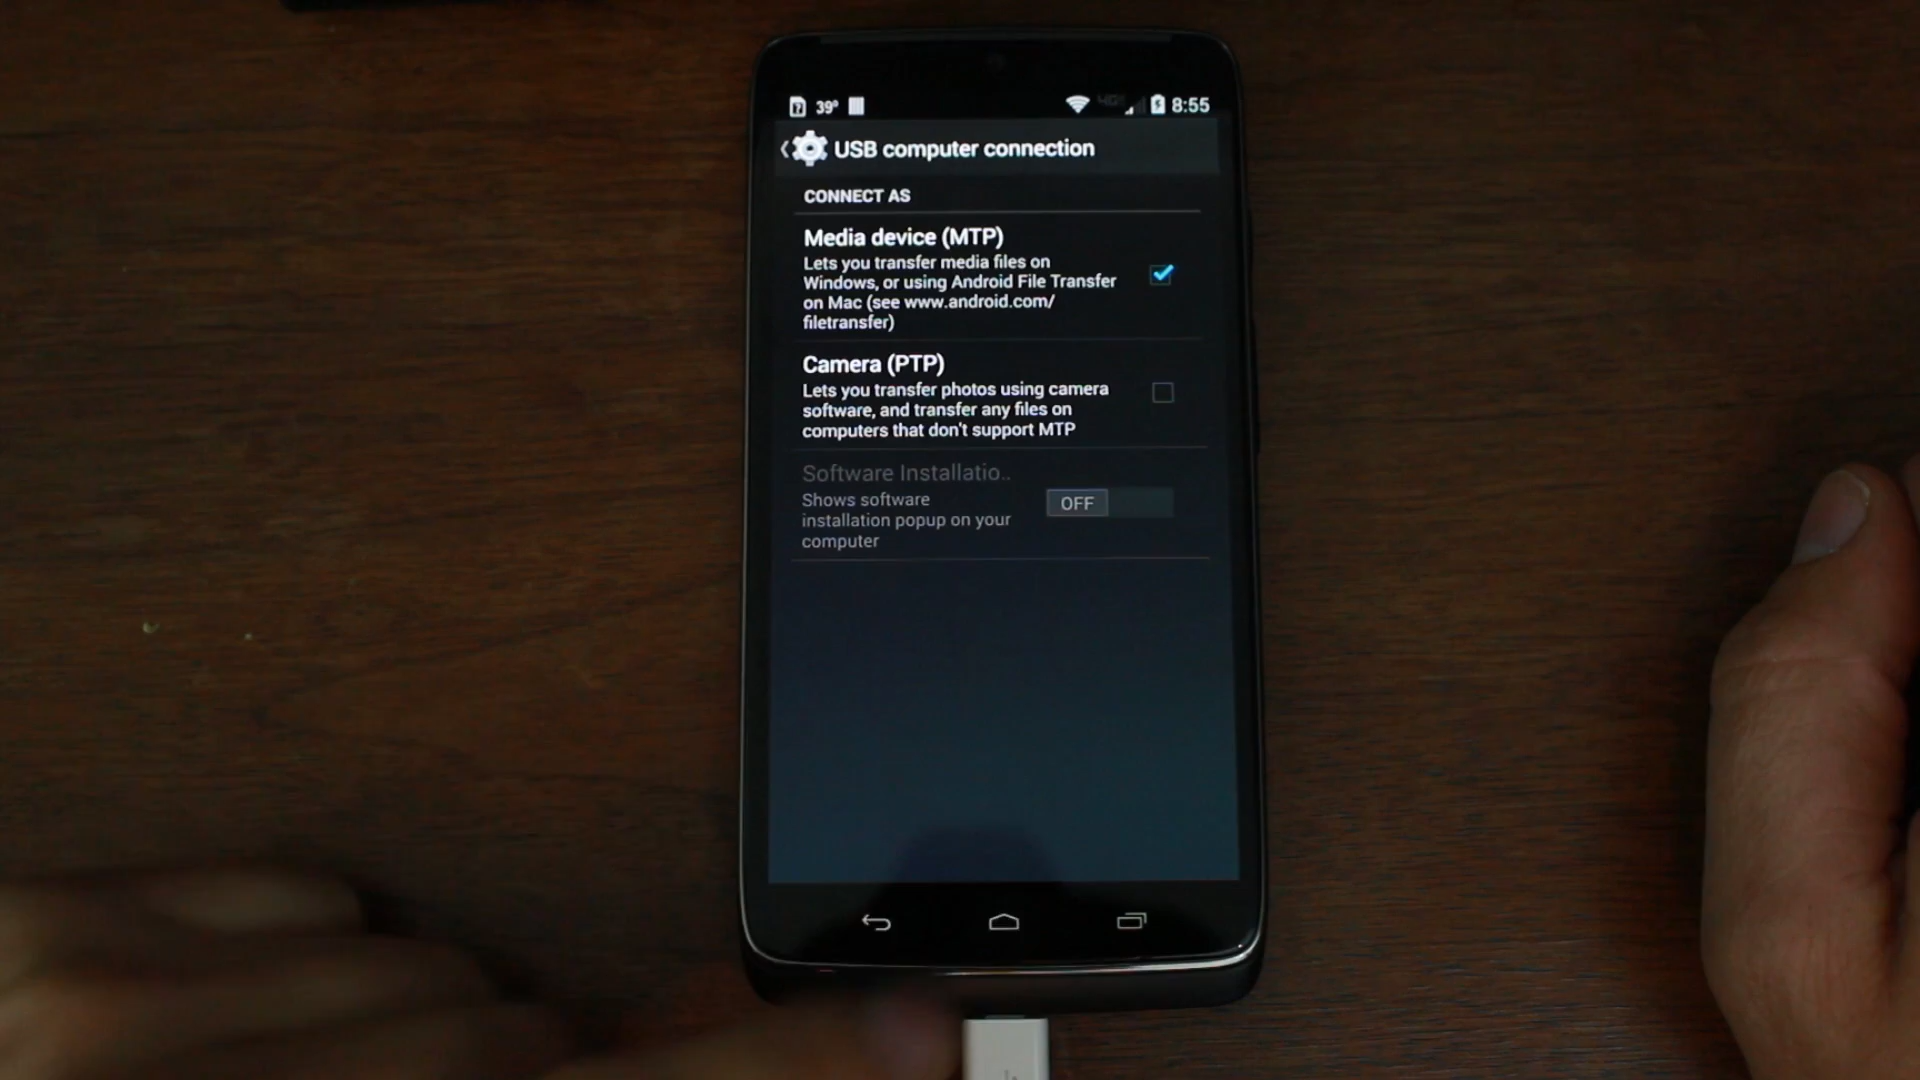 39° 8:55
USB computer connection
CONNECT AS
Media device (MTP)
Lets you transfer media files on
Windows, or using Android File Transfer
on Mac (see www.android.com/
filetransfer)
Camera (PTP)
Lets you transfer photos using camera
software, and transfer any files on
computers that don't support MTP
Software Installatio..
Shows software
installation popup on your
computer
OFF